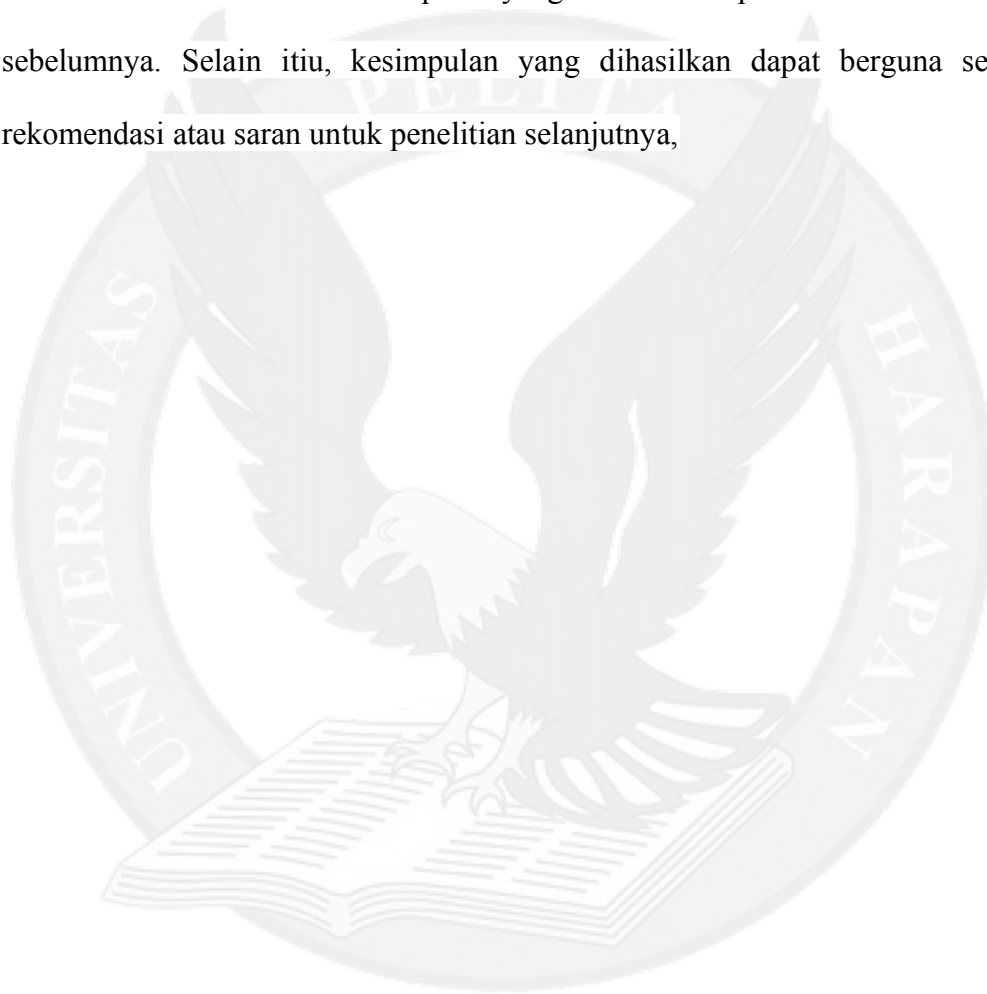 sebelumnya. Selain itiu, kesimpulan yang dihasilkan dapat berguna se
rekomendasi atau saran untuk penelitian selanjutnya,
UNIVERSITAS PELITA HARAPAN